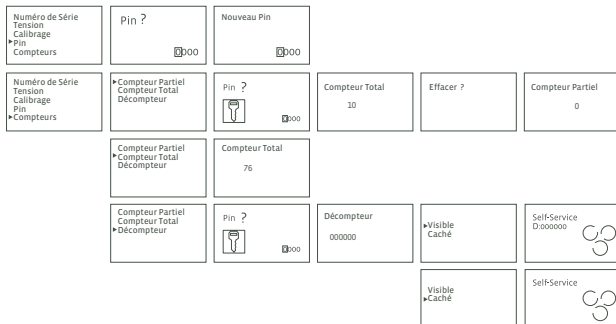 Numéro de Série
Tension
Calibrage
▸Pin
Compteurs
Pin ?
0000
Nouveau Pin
0000
Numéro de Série
Tension
Calibrage
Pin
▸Compteurs
▸Compteur Partiel
Compteur Total
Décompteur
Pin ?
0000
Compteur Total
10
Effacer ?
Compteur Partiel
0
Compteur Partiel
▸Compteur Total
Décompteur
Compteur Total
76
Compteur Partiel
Compteur Total
▸Décompteur
Pin ?
0000
Décompteur
000000
▸Visible
Caché
Self-Service
D:000000
Visible
▸Caché
Self-Service